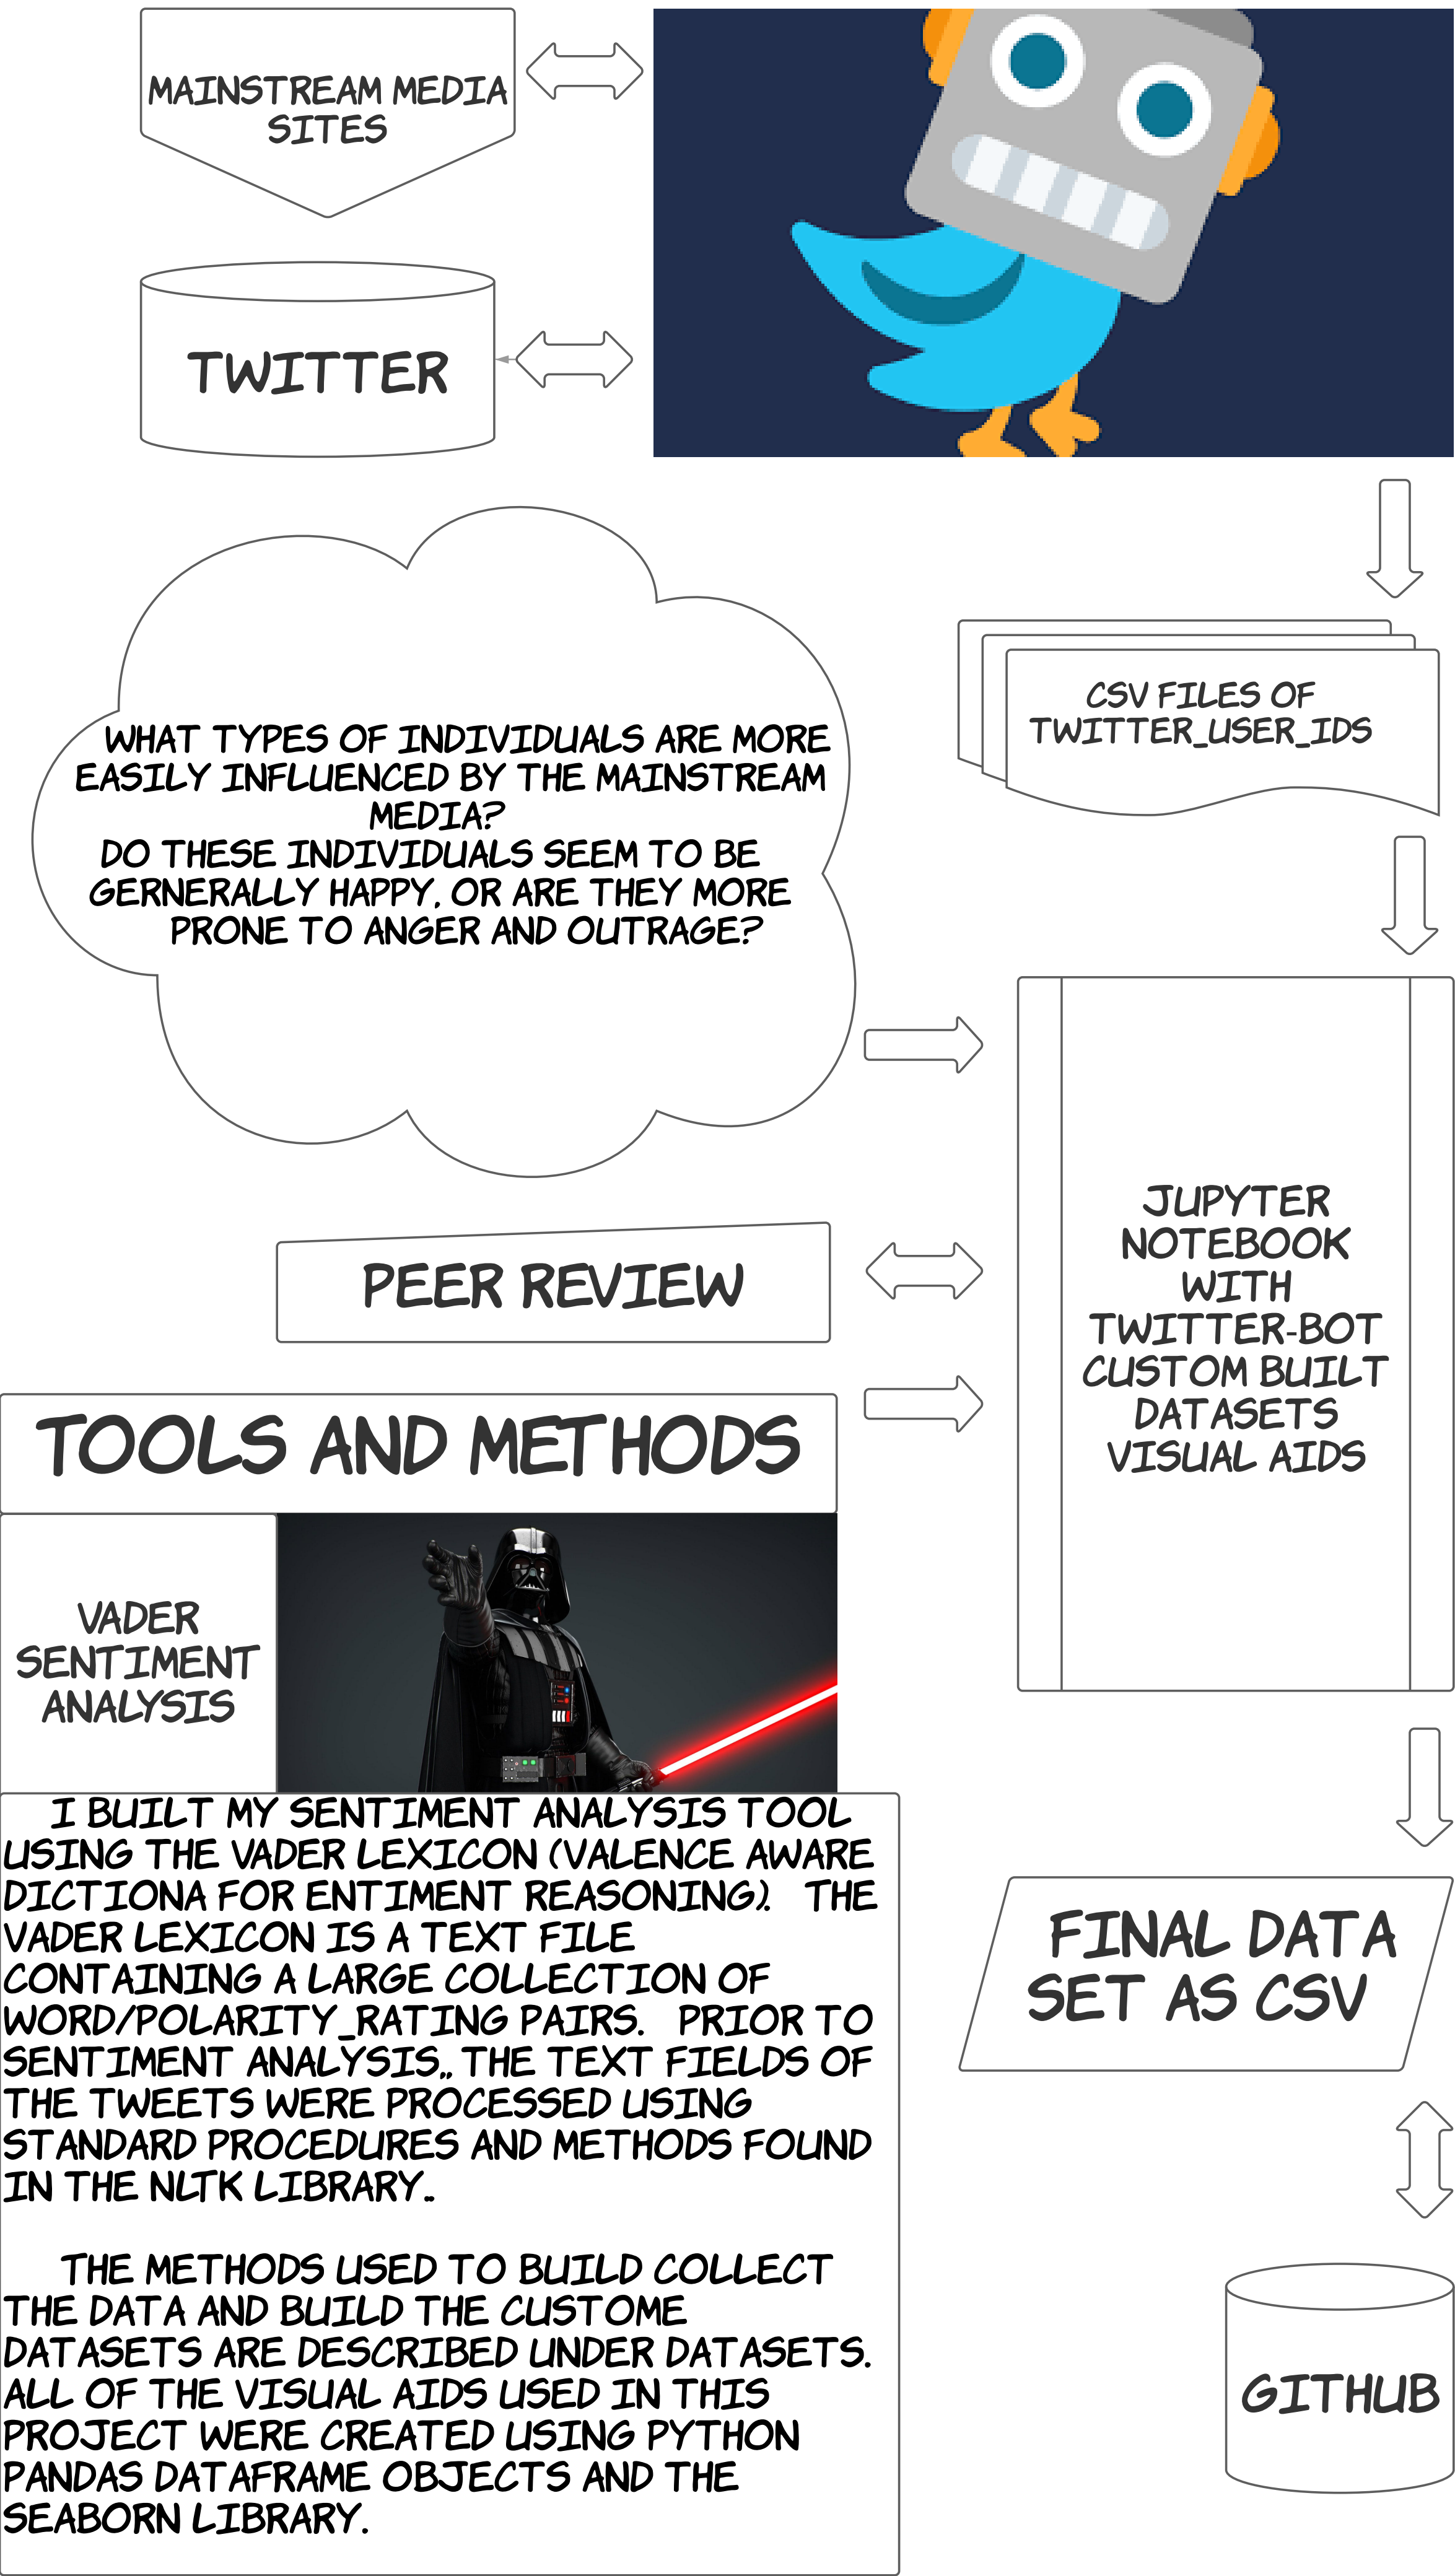 MAINSTREAM MEDIA
SITES
TWITTER
CSV FILES OF
TWITTER_USER_IDS
WHAT TYPES OF INDIVIDUALS ARE MORE
EASILY INFLUENCED BY THE MAINSTREAM
MEDIA?
DO THESE INDIVIDUALS SEEM TO BE
GERNERALLY HAPPY, OR ARE THEY MORE
PRONE TO ANGER AND OUTRAGE?
JUPYTER
NOTEBOOK
WITH
TWITTER-BOT
CUSTOM BUILT
DATASETS
VISUAL AIDS
PEER REVIEW
TOOLS AND METHODS
VADER
SENTIMENT
ANALYSIS
I BUILT MY SENTIMENT ANALYSIS TOOL
USING THE VADER LEXICON (VALENCE AWARE
DICTIONA FOR ENTIMENT REASONING). THE
VADER LEXICON IS A TEXT FILE
CONTAINING A LARGE COLLECTION OF
WORD/POLARITY_RATING PAIRS. PRIOR TO
SENTIMENT ANALYSIS,, THE TEXT FIELDS OF
THE TWEETS WERE PROCESSED USING
STANDARD PROCEDURES AND METHODS FOUND
IN THE NLTK LIBRARY..
THE METHODS USED TO BUILD COLLECT
THE DATA AND BUILD THE CUSTOME
DATASETS ARE DESCRIBED UNDER DATASETS.
ALL OF THE VISUAL AIDS USED IN THIS
PROJECT WERE CREATED USING PYTHON
PANDAS DATAFRAME OBJECTS AND THE
SEABORN LIBRARY.
FINAL DATA
SET AS CSV
GITHUB